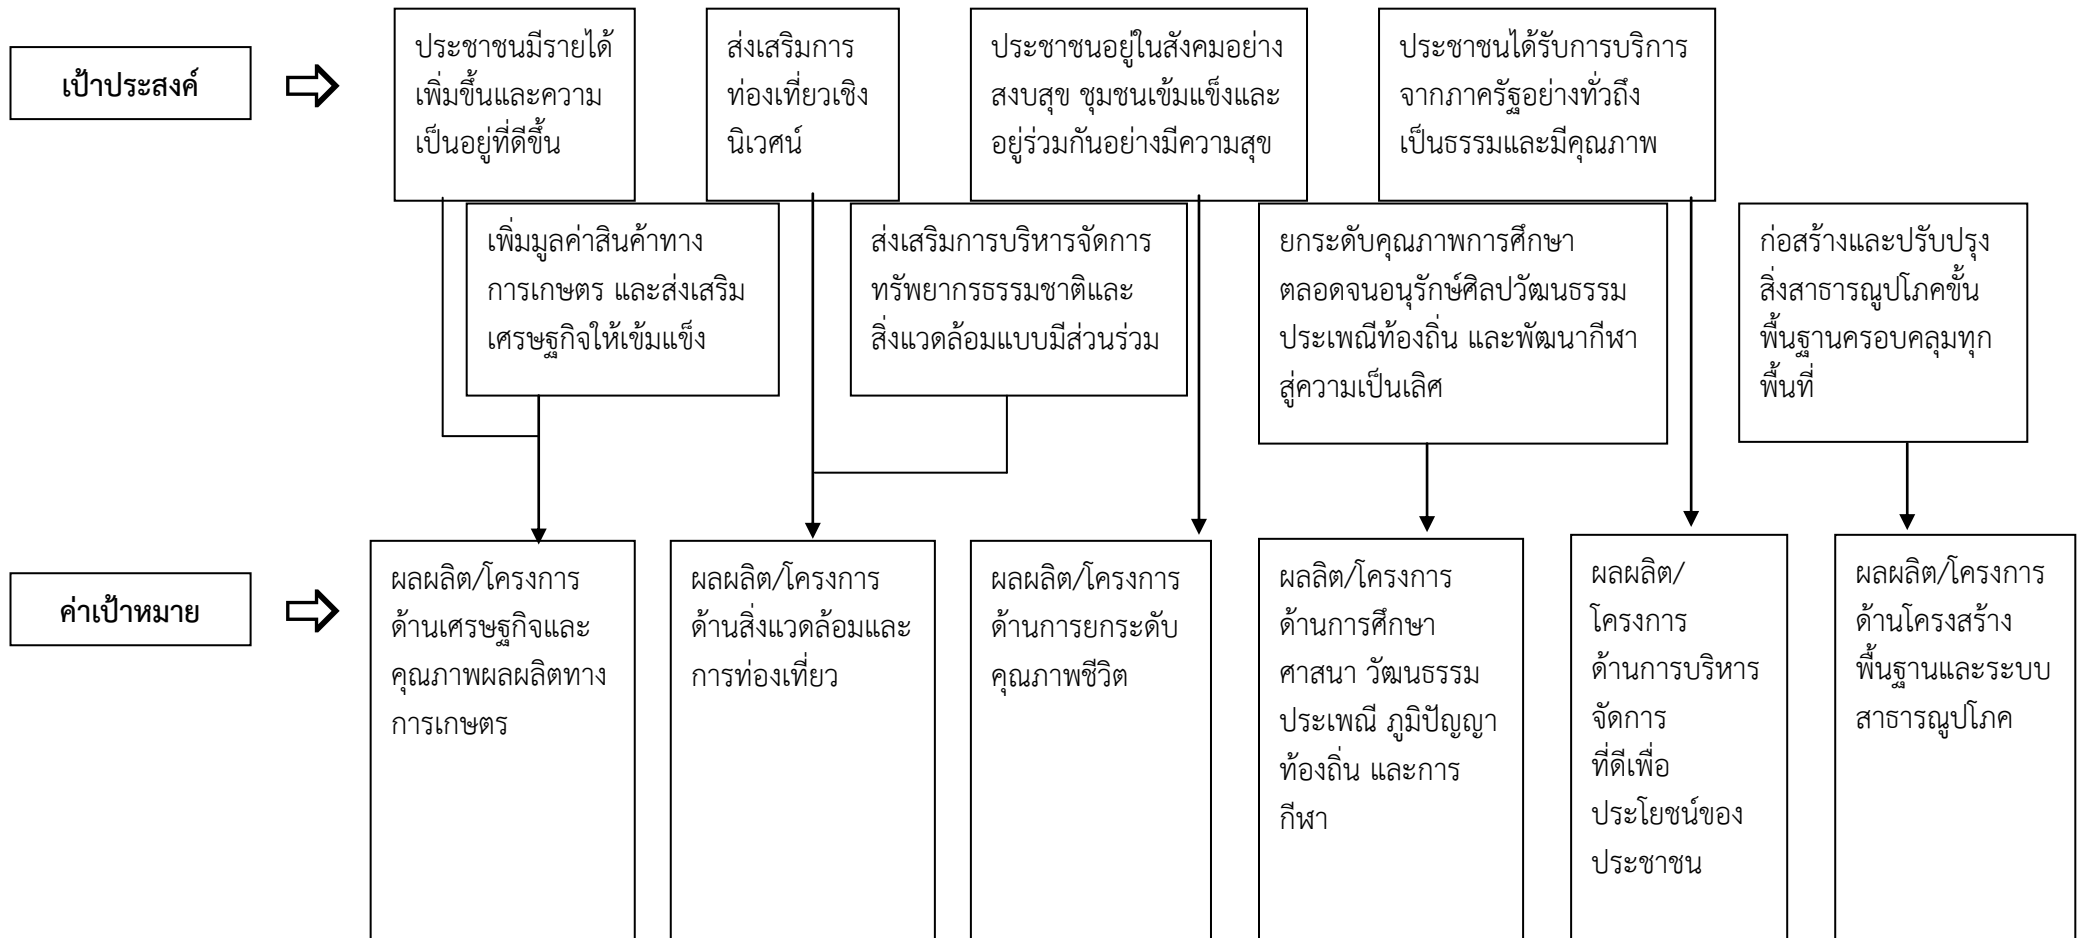 เป้าประสงค์
ประชาชนมีรายได้
เพิ่มขึ้นและความ
เป็นอยู่ที่ดีขึ้น
ส่งเสริมการ
ท่องเที่ยวเชิง
นิเวศน์
ประชาชนอยู่ในสังคมอย่าง
สงบสุข ชุมชนเข้มแข็งและ
อยู่ร่วมกันอย่างมีความสุข
ประชาชนได้รับการบริการ
จากภาครัฐอย่างทั่วถึง
เป็นธรรมและมีคุณภาพ
เพิ่มมูลค่าสินค้าทาง
การเกษตร และส่งเสริม
เศรษฐกิจให้เข้มแข็ง
ส่งเสริมการบริหารจัดการ
ทรัพยากรธรรมชาติและ
สิ่งแวดล้อมแบบมีส่วนร่วม
ยกระดับคุณภาพการศึกษา
ตลอดจนอนุรักษ์ศิลปวัฒนธรรม
ประเพณีท้องถิ่น และพัฒนากีฬา
สู่ความเป็นเลิศ
ก่อสร้างและปรับปรุง
สิ่งสาธารณูปโภคขั้น
พื้นฐานครอบคลุมทุก
พื้นที่
ค่าเป้าหมาย
ผลผลิต/โครงการ
ด้านเศรษฐกิจและ
คุณภาพผลผลิตทาง
การเกษตร
ผลผลิต/โครงการ
ด้านสิ่งแวดล้อมและ
การท่องเที่ยว
ผลผลิต/โครงการ
ด้านการยกระดับ
คุณภาพชีวิต
ผลลิต/โครงการ
ด้านการศึกษา
ศาสนา วัฒนธรรม
ประเพณี ภูมิปัญญา
ท้องถิ่น และการ
กีฬา
ผลผลิต/
โครงการ
ด้านการบริหาร
จัดการ
ที่ดีเพื่อ
ประโยชน์ของ
ประชาชน
ผลผลิต/โครงการ
ด้านโครงสร้าง
พื้นฐานและระบบ
สาธารณูปโภค